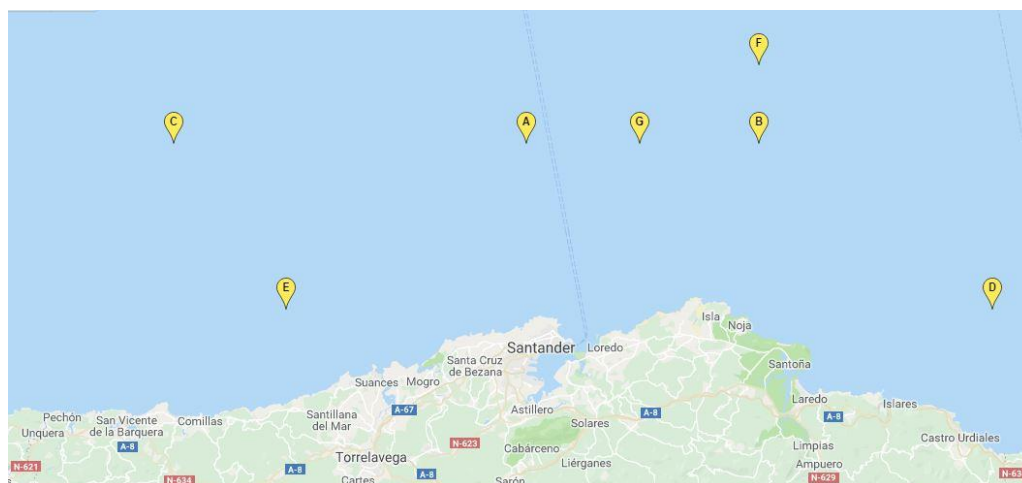 F
C
A
G
B
E
D
Isla
Noja
Santander
Loredo
Santa Cruz
de Bezana
Santoña
Suances
Mogro
Laredo
Islares
A-67
Astillero
A-8
Pechón
San Vicente
de la Barquera
Comillas
Santillana
del Mar
Solares
Unquera
A-8
N-623
Cabárceno
Limpias
Castro Urdiales
Torrelavega
Liérganes
Ampuero
N-621
A-8
A-8
N-634
Cartes
Sarón
N-629
N-63